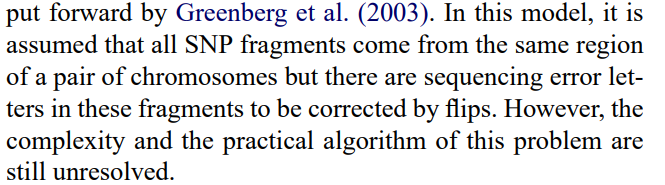 put forward by Greenberg et al. (2003). In this model, it is
assumed that all SNP fragments come from the same region
of a pair of chromosomes but there are sequencing error let-
ters in these fragments to be corrected by flips. However, the
complexity and the practical algorithm of this problem are
still unresolved.